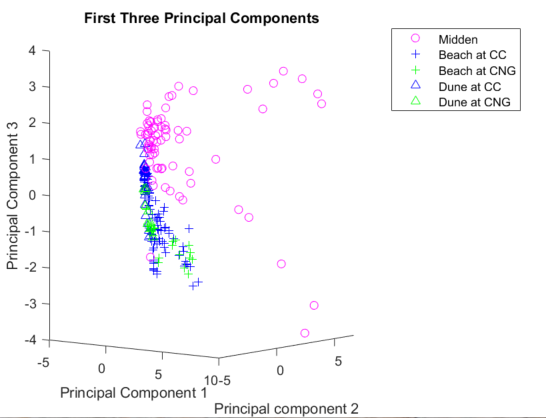 First Three Principal Components
Midden
Beach at CC
Beach at CNG
Dune at CC
Dune at CNG
4
3
2
1
0
-1
-2
-3
-4
Principal Component 3
-5
0
5
10
Principal Component 1
-5
0
5
Principal component 2